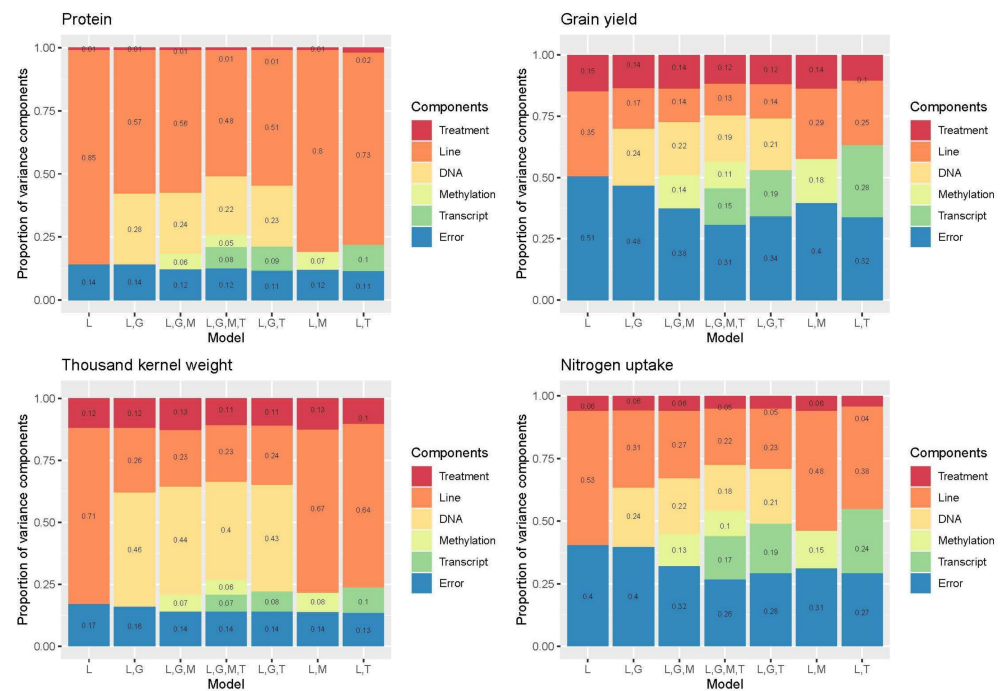 Protein
Proportion of variance components
1.00
0.75
0.50
0.25
0.00
0.01
0.01
0.01
0.01
0.01
0.01
0.02
0.85
0.57
0.56
0.48
0.51
0.8
0.73
0.28
0.24
0.22
0.23
0.06
0.05
0.07
0.08
0.09
0.1
0.14
0.14
0.12
0.12
0.11
0.12
0.11
L
L,G
L,G,M
L,G,M,T
L,G,T
L,M
L,T
Model
Components
Treatment
Line
DNA
Methylation
Transcript
Error
Grain yield
Proportion of variance components
1.00
0.75
0.50
0.25
0.00
0.15
0.14
0.14
0.12
0.12
0.14
0.1
0.35
0.17
0.14
0.13
0.14
0.29
0.25
0.24
0.22
0.19
0.21
0.14
0.11
0.18
0.15
0.19
0.28
0.51
0.46
0.38
0.31
0.34
0.4
0.32
L
L,G
L,G,M
L,G,M,T
L,G,T
L,M
L,T
Model
Components
Treatment
Line
DNA
Methylation
Transcript
Error
Thousand kernel weight
Proportion of variance components
1.00
0.75
0.50
0.25
0.00
0.12
0.12
0.13
0.11
0.11
0.13
0.1
0.71
0.26
0.23
0.23
0.24
0.67
0.64
0.46
0.44
0.4
0.43
0.07
0.06
0.08
0.07
0.08
0.1
0.17
0.16
0.14
0.14
0.14
0.14
0.13
L
L,G
L,G,M
L,G,M,T
L,G,T
L,M
L,T
Model
Components
Treatment
Line
DNA
Methylation
Transcript
Error
Nitrogen uptake
Proportion of variance components
1.00
0.75
0.50
0.25
0.00
0.06
0.06
0.06
0.05
0.05
0.06
0.04
0.53
0.31
0.27
0.22
0.23
0.48
0.38
0.24
0.22
0.18
0.21
0.13
0.1
0.15
0.17
0.19
0.24
0.4
0.4
0.32
0.26
0.28
0.31
0.27
L
L,G
L,G,M
L,G,M,T
L,G,T
L,M
L,T
Model
Components
Treatment
Line
DNA
Methylation
Transcript
Error